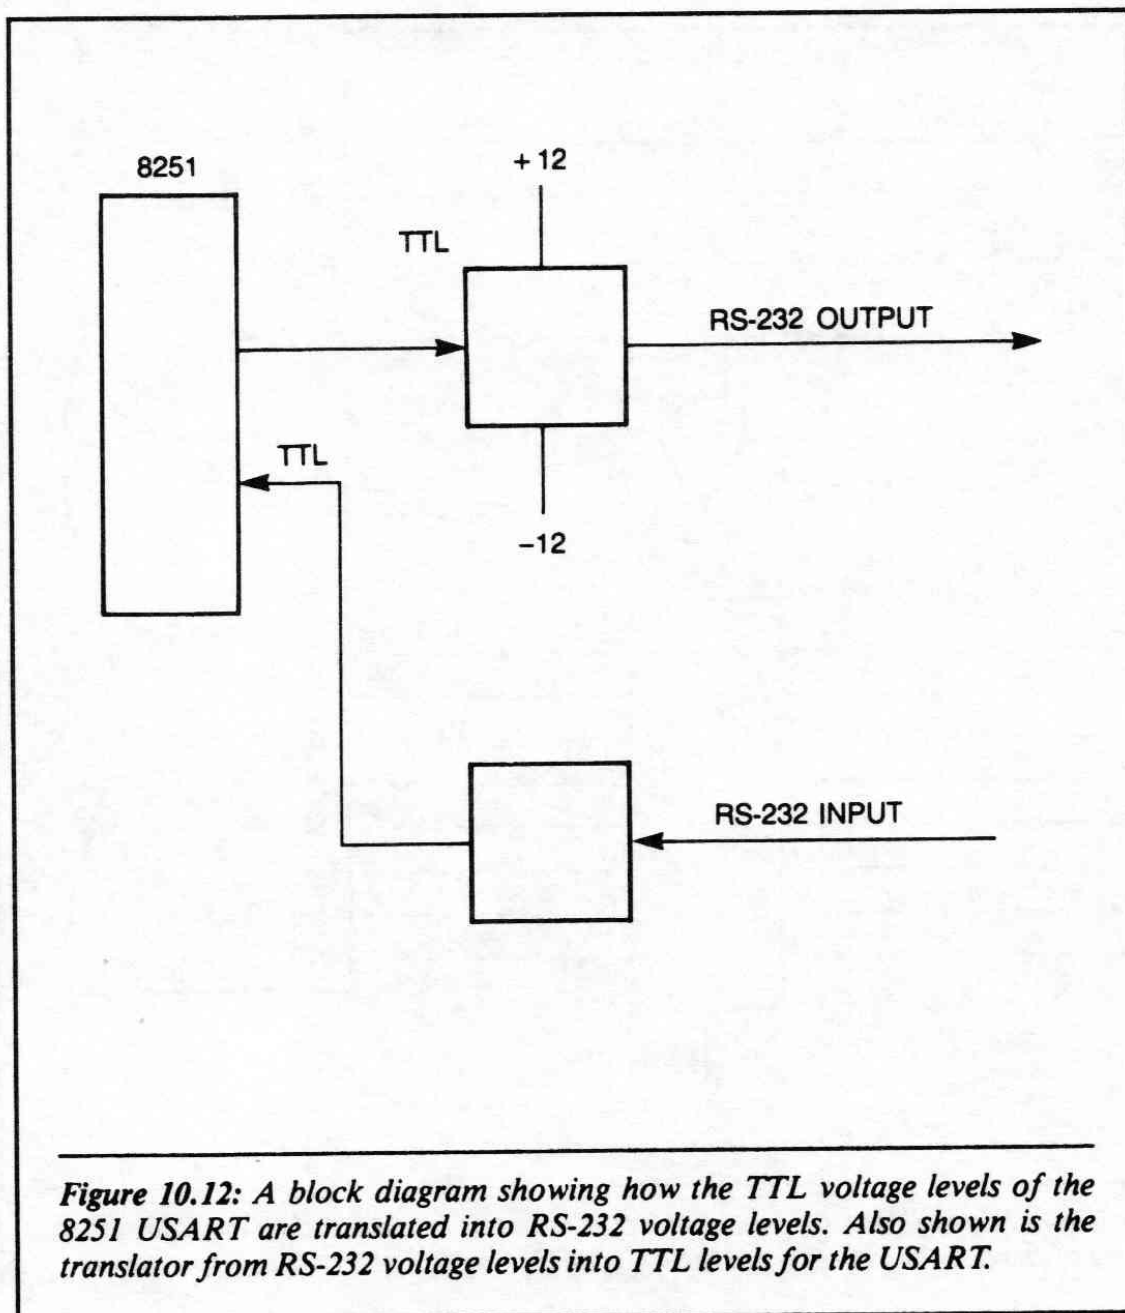 8251
+ 12
TTL
RS-232 OUTPUT
TTL
–12
RS-232 INPUT
Figure 10.12: A block diagram showing how the TTL voltage levels of the
8251 USART are translated into RS-232 voltage levels. Also shown is the
translator from RS-232 voltage levels into TTL levels for the USART.